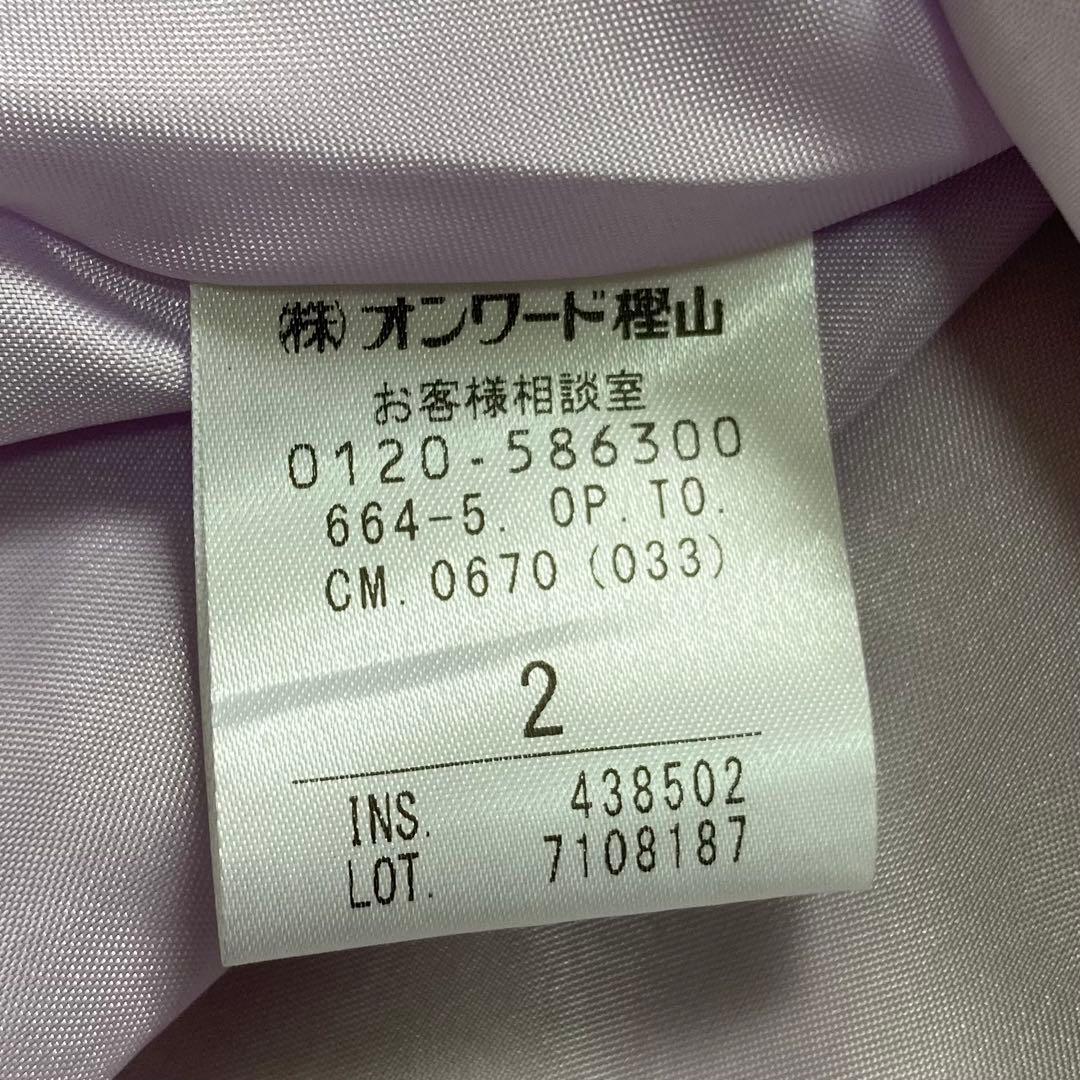 (株)オンワード樫山
お客様相談室
0120-586300
664-5. OP. TO.
CM. 0670 (033)
2
INS. 438502
LOT. 7108187